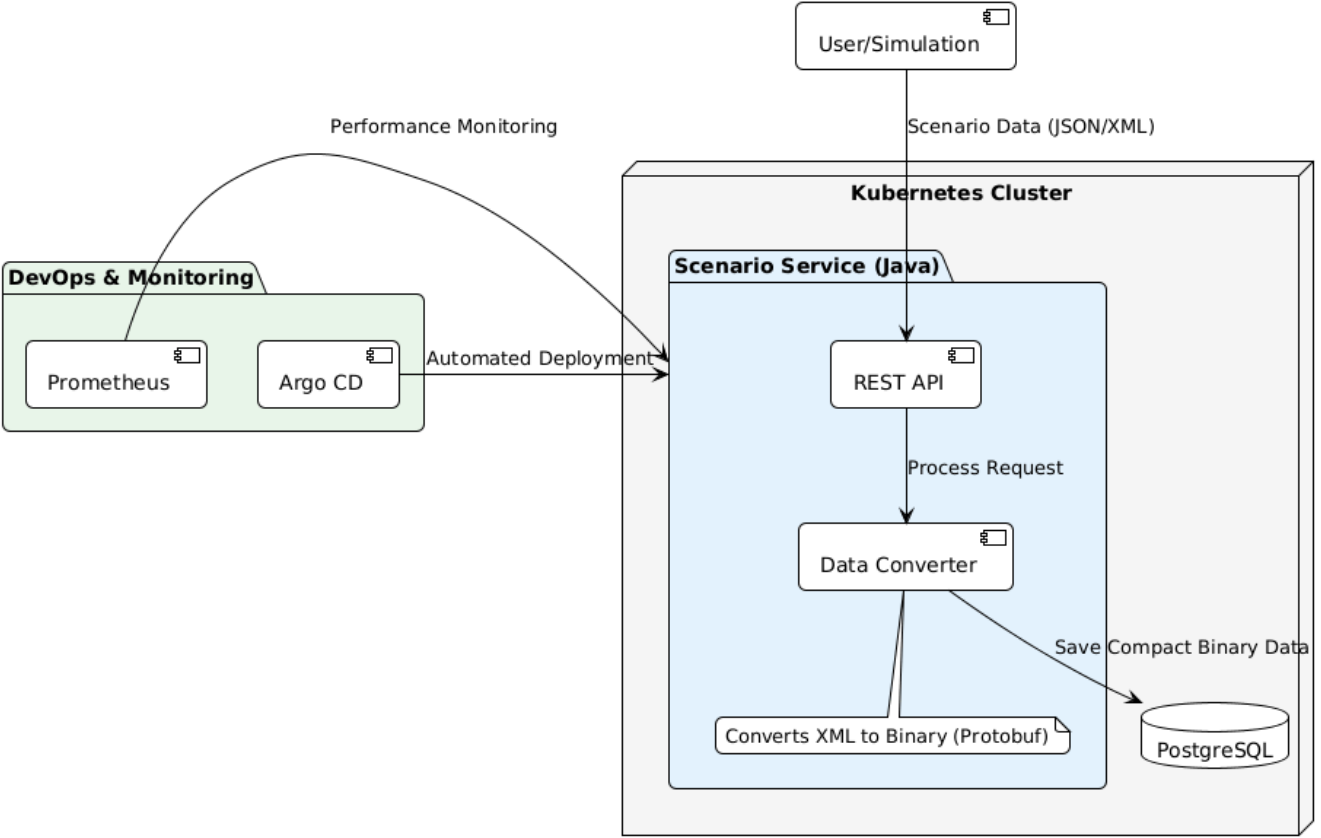 User/Simulation
Performance Monitoring
Scenario Data (JSON/XML)
Kubernetes Cluster
Scenario Service (Java)
DevOps & Monitoring
Automated Deployment
Prometheus
Argo CD
REST API
Process Request
Data Converter
Save Compact Binary Data
Converts XML to Binary (Protobuf)
PostgreSQL